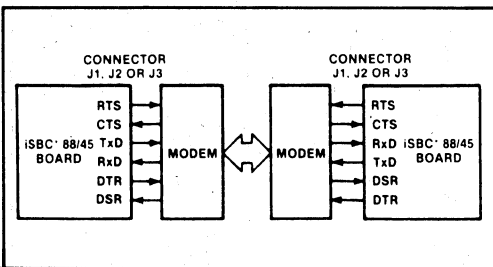 CONNECTOR
J1, J2 OR J3
CONNECTOR
J1, J2 OR J3
iSBC* 88/45
BOARD
RTS
CTS
TxD
RxD
DTR
DSR
MODEM
MODEM
RTS
CTS
RxD
TxD
DSR
DTR
iSBC* 88/45
BOARD